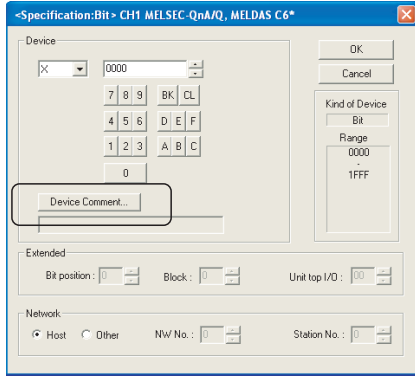 <Specification:Bit> CH1 MELSEC-QnA/Q, MELDAS C6*
Device
X 0000
OK
Cancel
7 8 9 BK CL
4 5 6 D E F
1 2 3 A B C
0
Kind of Device
Bit
Range
0000
-
1FFF
Device Comment...
Extended
Bit position : 0 Block : 0 Unit top I/O : 00
Network
Host Other NW No. : 0 Station No. : 0